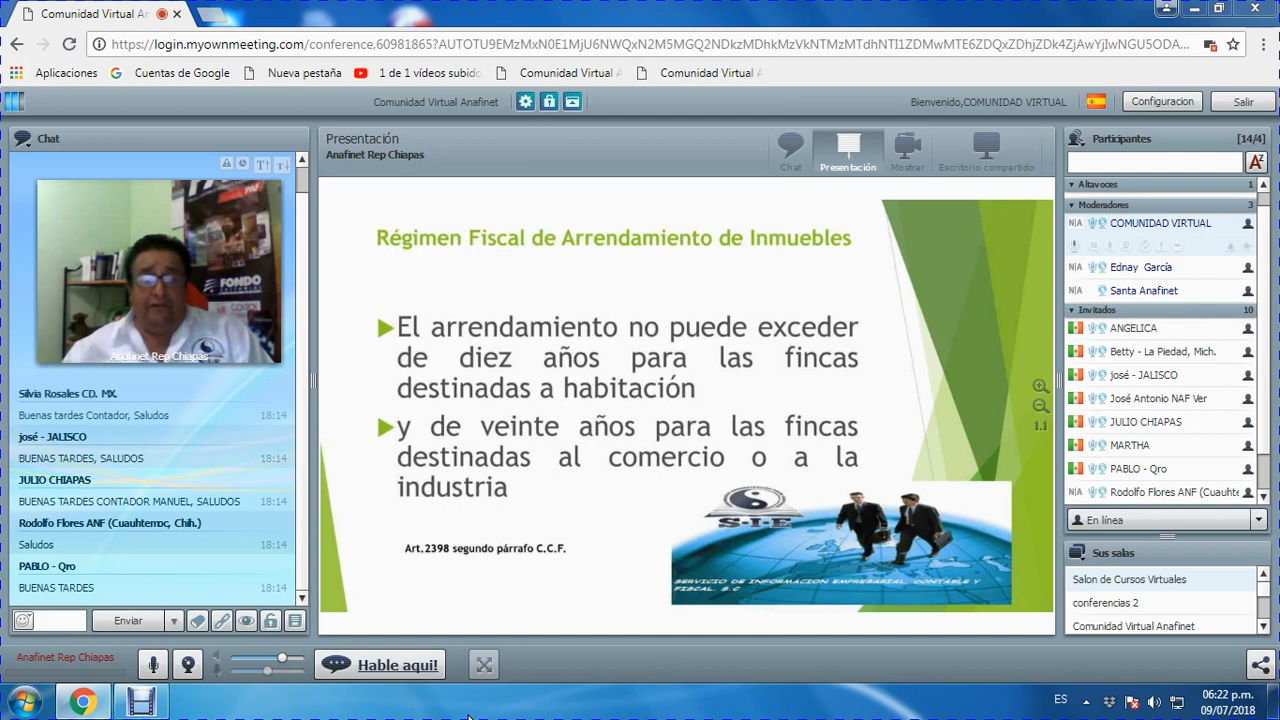 Comunidad Virtual An
https://login.myownmeeting.com/conference,60981865?AUTOTU9EMzMxN0E1MjU6NWQxN2M5MGQ2NDkzMDhkMzVkNTMzMTdhNTI1ZDMwMTE6ZDQxZDhjZDk4ZjAwYjIwNGU5ODA...
Aplicaciones
Cuentas de Google
Nueva pestaña
1 de 1 vídeos subido
Comunidad Virtual A
Comunidad Virtual A
Comunidad Virtual Anafinet
Bienvenido,COMUNIDAD VIRTUAL
Configuracion
Salir
Chat
Anafinet Rep Chiapas
FONDO
Silvia Rosales CD. MX.
Buenas tardes Contador, Saludos 18:14
josé - JALISCO
BUENAS TARDES, SALUDOS 18:14
JULIO CHIAPAS
BUENAS TARDES CONTADOR MANUEL, SALUDOS 18:14
Rodolfo Flores ANF (Cuauhtemoc, Chih.)
Saludos 18:14
PABLO - Qro
BUENAS TARDES 18:14
Enviar
Presentación
Anafinet Rep Chiapas
Chat
Presentación
Mostrar
Escritorio compartido
Régimen Fiscal de Arrendamiento de Inmuebles
El arrendamiento no puede exceder
de diez años para las fincas
destinadas a habitación
y de veinte años para las fincas
destinadas al comercio o a la
industria
Art.2398 segundo párrafo C.C.F.
S·I·E
SERVICIO DE INFORMACION EMPRESARIAL, CONTABLE Y
FISCAL. S.C
1.1
Participantes [14/4]
Altavoces 1
Moderadores 3
N|A COMUNIDAD VIRTUAL
N|A Ednay García
N|A Santa Anafinet
Invitados 10
ANGELICA
Betty - La Piedad, Mich.
josé - JALISCO
José Antonio NAF Ver
JULIO CHIAPAS
MARTHA
PABLO - Qro
N|A Rodolfo Flores ANF (Cuauhte
En línea
Sus salas
Salon de Cursos Virtuales
conferencias 2
Comunidad Virtual Anafinet
Anafinet Rep Chiapas
Hable aqui!
ES
06:22 p.m.
09/07/2018